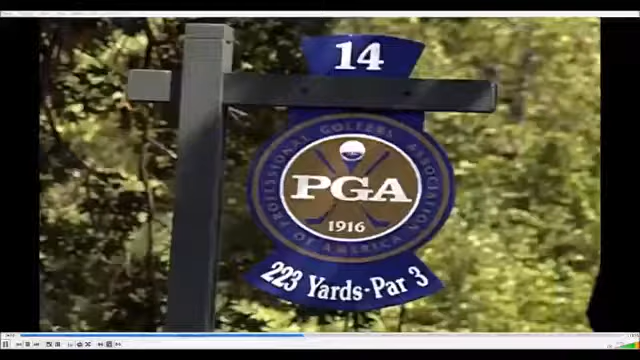 14
PROFESSIONAL GOLFERS ASSOCIATION
PGA
1916
OF AMERICA
223 Yards-Par 3